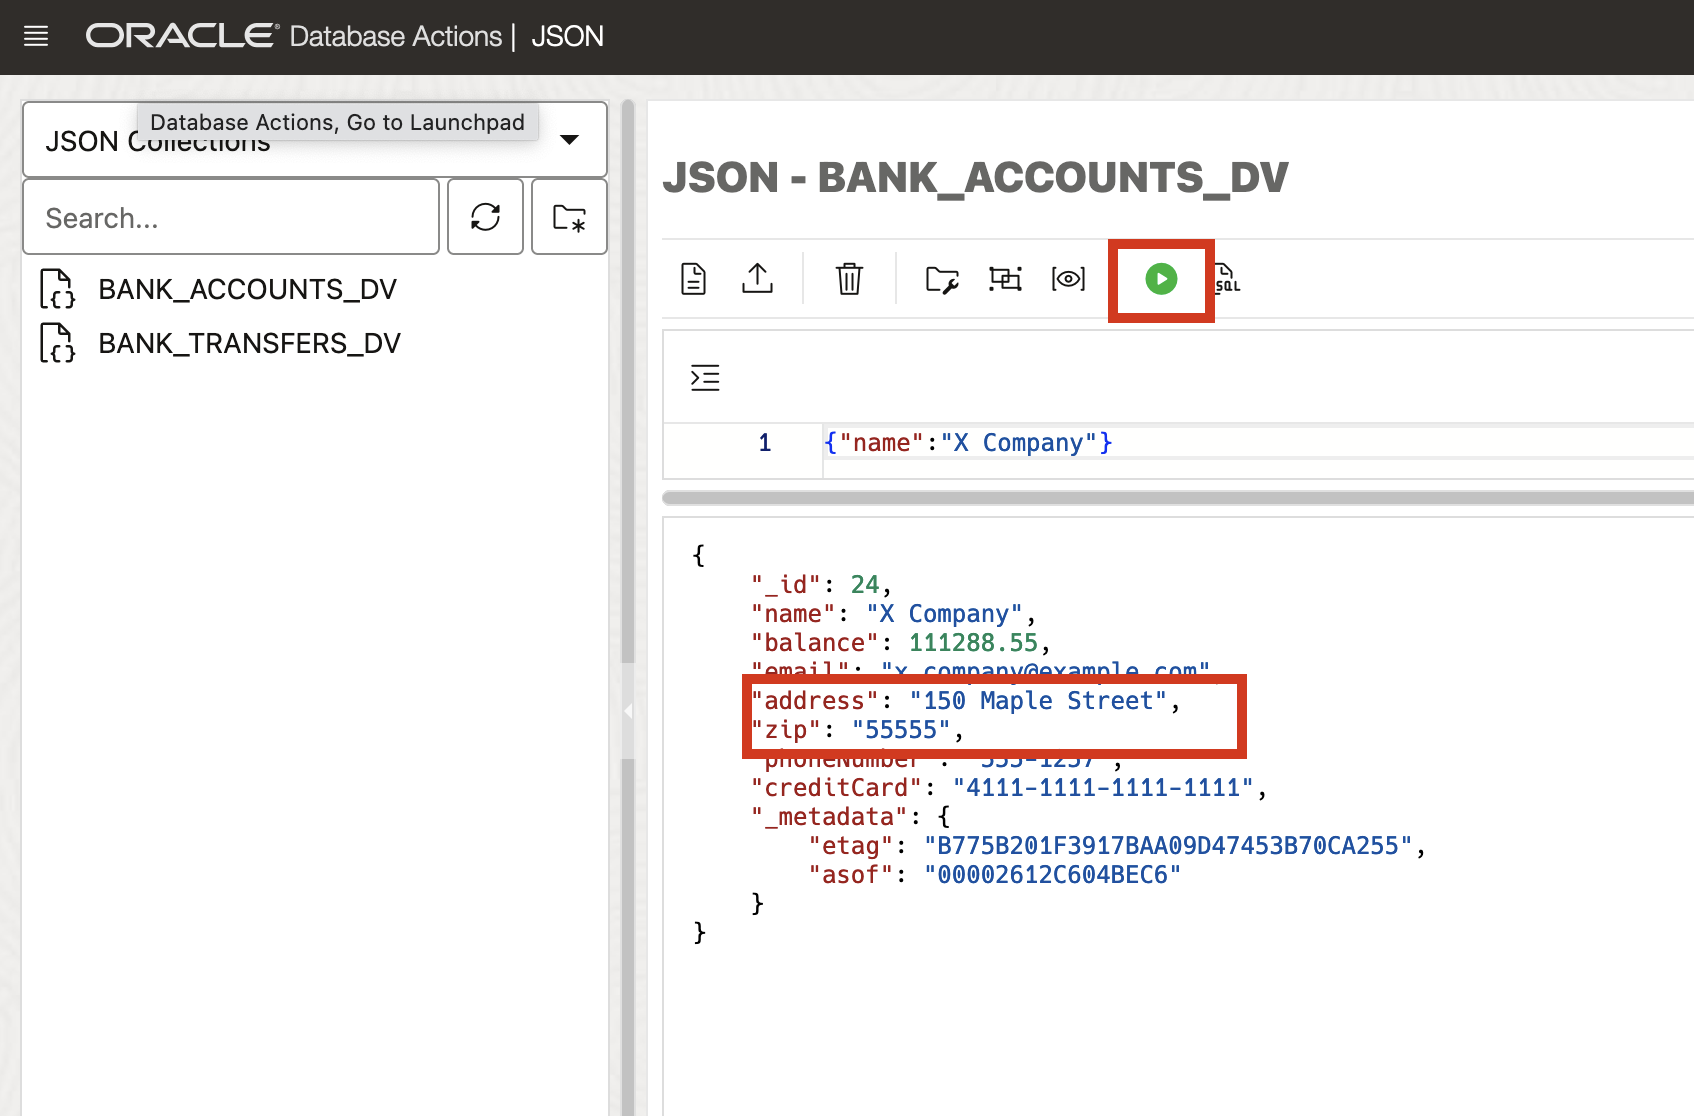 ORACLE® Database Actions | JSON
Database Actions, Go to Launchpad
JSON Collections
Search...
BANK_ACCOUNTS_DV
BANK_TRANSFERS_DV
JSON - BANK_ACCOUNTS_DV
SQL
1 {"name":"X Company"}
{
"_id": 24,
"name": "X Company",
"balance": 111288.55,
"email": "x.company@example.com"
"address": "150 Maple Street",
"zip": "55555",
"phoneNumber": "555-1237",
"creditCard": "4111-1111-1111-1111",
"_metadata": {
"etag": "B775B201F3917BAA09D47453B70CA255",
"asof": "00002612C604BEC6"
}
}